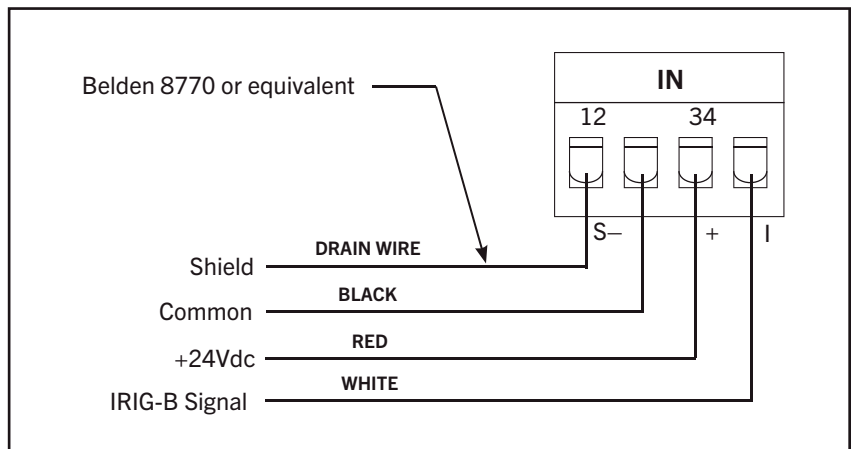 Belden 8770 or equivalent
IN
12 34
S– + I
Shield DRAIN WIRE
Common BLACK
+24Vdc RED
IRIG-B Signal WHITE